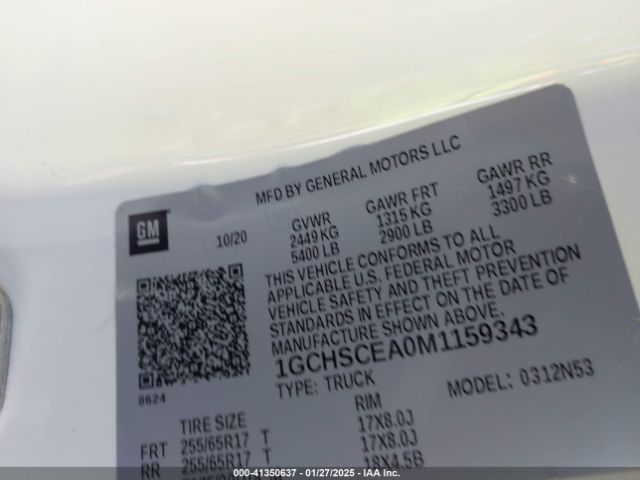 MFD BY GENERAL MOTORS LLC
GM
10/20
GVWR
2449 KG
5400 LB
GAWR FRT
1315 KG
2900 LB
GAWR RR
1497 KG
3300 LB
THIS VEHICLE CONFORMS TO ALL
APPLICABLE U.S. FEDERAL MOTOR
VEHICLE SAFETY AND THEFT PREVENTION
STANDARDS IN EFFECT ON THE DATE OF
MANUFACTURE SHOWN ABOVE.
1GCHSCEA0M1159343
0624
TYPE: TRUCK
MODEL: 0312N53
TIRE SIZE
RIM
FRT 255/65R17 T 17X8.0J
RR 255/65R17 T 17X8.0J
18X4.5B
© 000-41350637 - 01/27/2025 - IAA Inc.